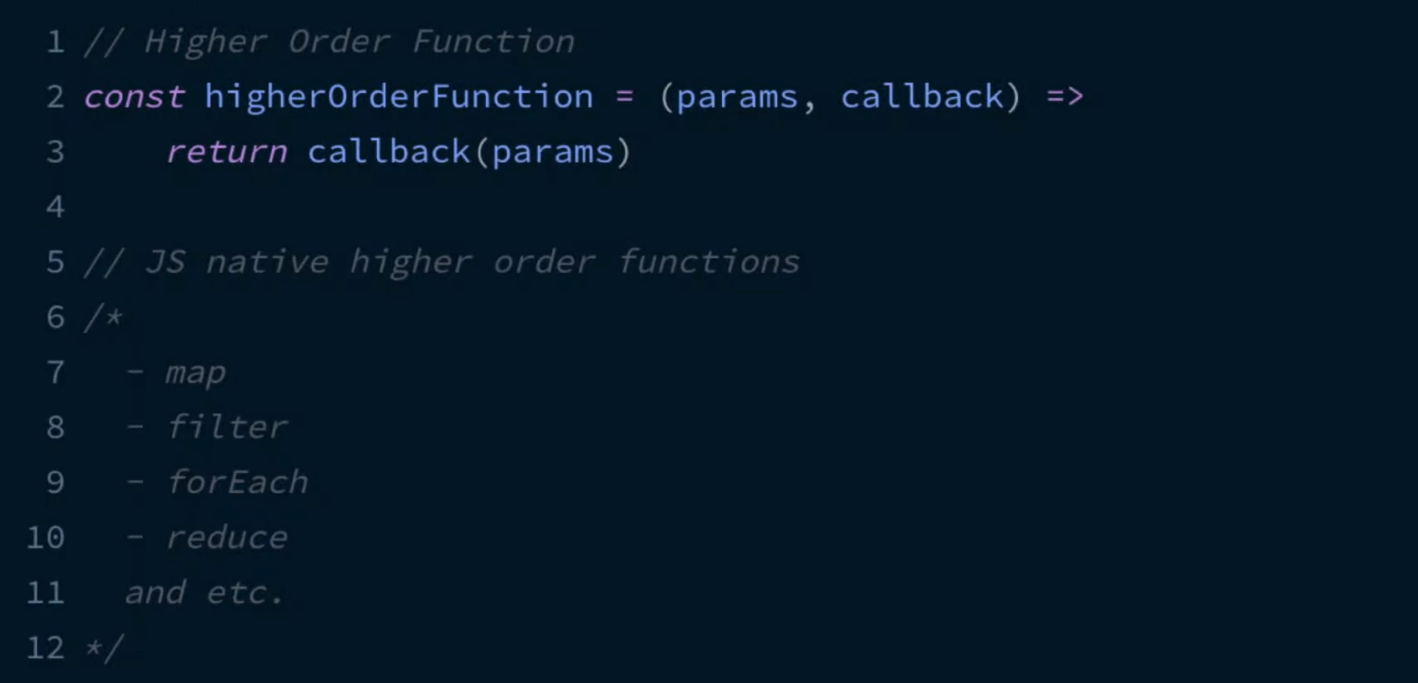 1 // Higher Order Function
2 const higherOrderFunction = (params, callback) =>
3     return callback(params)
4
5 // JS native higher order functions
6 /*
7   - map
8   - filter
9   - forEach
10   - reduce
11   and etc.
12 */